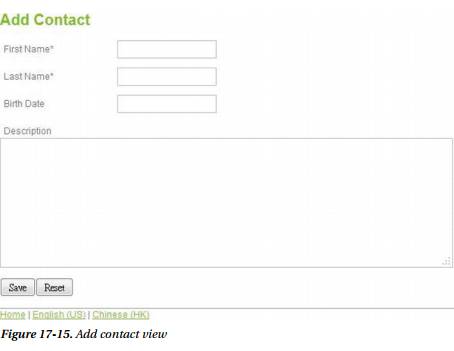 Add Contact
First Name*
Last Name*
Birth Date
Description
Save Reset
Home | English (US) | Chinese (HK)
Figure 17-15. Add contact view